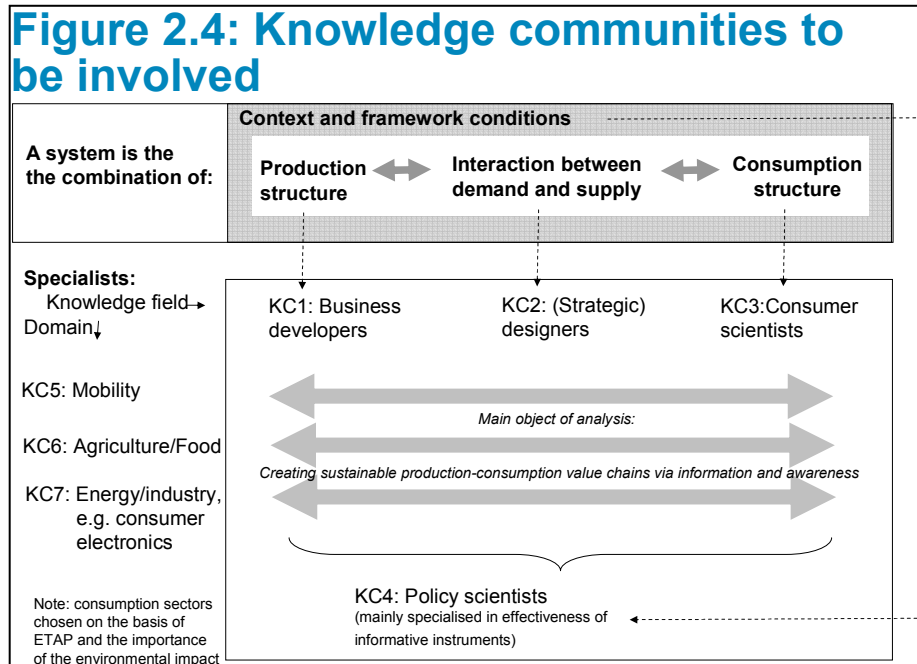 Figure 2.4: Knowledge communities to
be involved
Context and framework conditions
A system is the
the combination of:
Production
structure
Interaction between
demand and supply
Consumption
structure
Specialists:
Knowledge field
Domain
KC1: Business
developers
KC2: (Strategic)
designers
KC3:Consumer
scientists
KC5: Mobility
Main object of analysis:
KC6: Agriculture/Food
Creating sustainable production-consumption value chains via information and awareness
KC7: Energy/industry,
e.g. consumer
electronics
KC4: Policy scientists
(mainly specialised in effectiveness of
informative instruments)
Note: consumption sectors
chosen on the basis of
ETAP and the importance
of the environmental impact